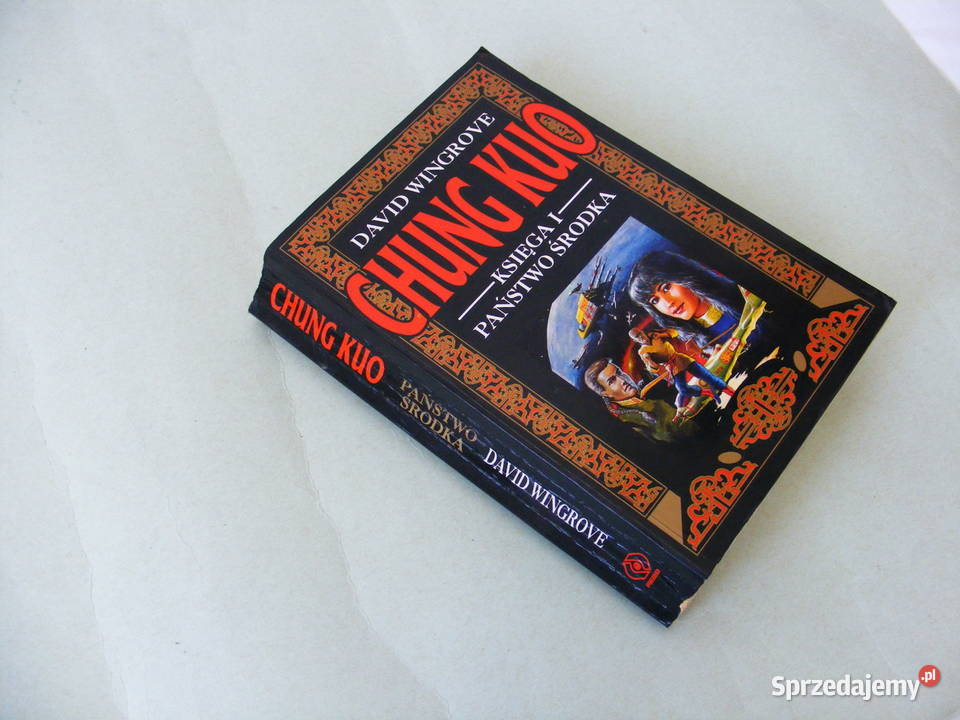 DAVID WINGROVE
CHUNG KUO
KSIĘGA I
PAŃSTWO ŚRODKA
CHUNG KUO
PAŃSTWO
ŚRODKA
DAVID WINGROVE
Sprzedajemy.pl